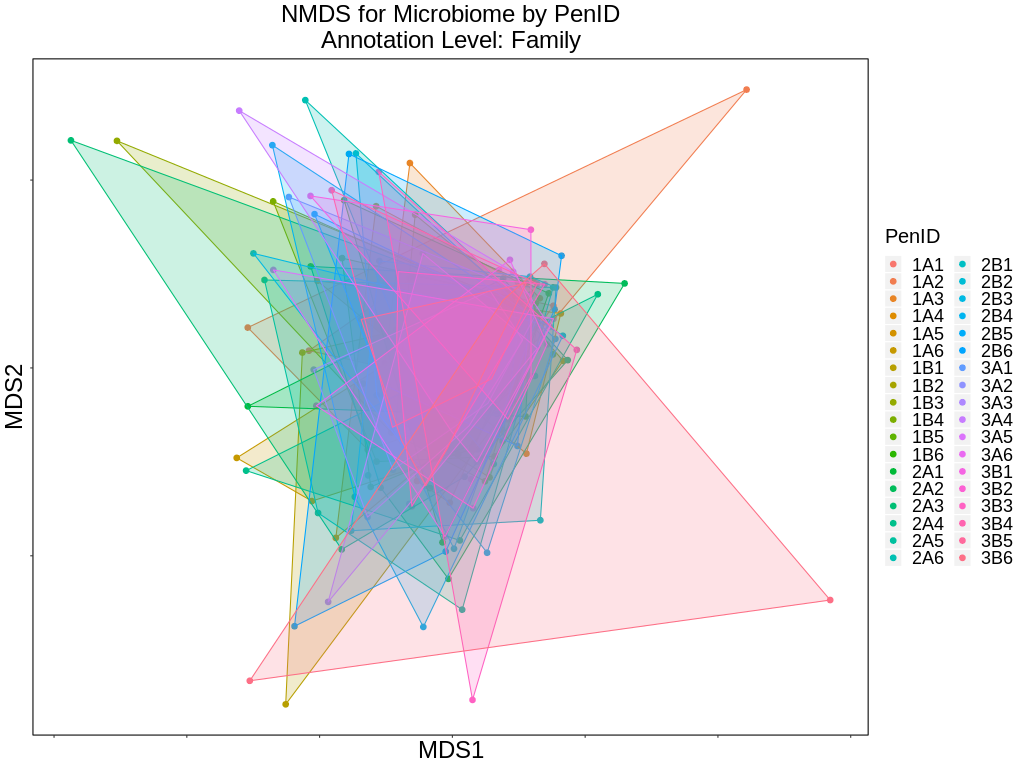 NMDS for Microbiome by PenID
Annotation Level: Family
MDS2
MDS1
PenID
1A1 2B1
1A2 2B2
1A3 2B3
1A4 2B4
1A5 2B5
1A6 2B6
1B1 3A1
1B2 3A2
1B3 3A3
1B4 3A4
1B5 3A5
1B6 3A6
2A1 3B1
2A2 3B2
2A3 3B3
2A4 3B4
2A5 3B5
2A6 3B6